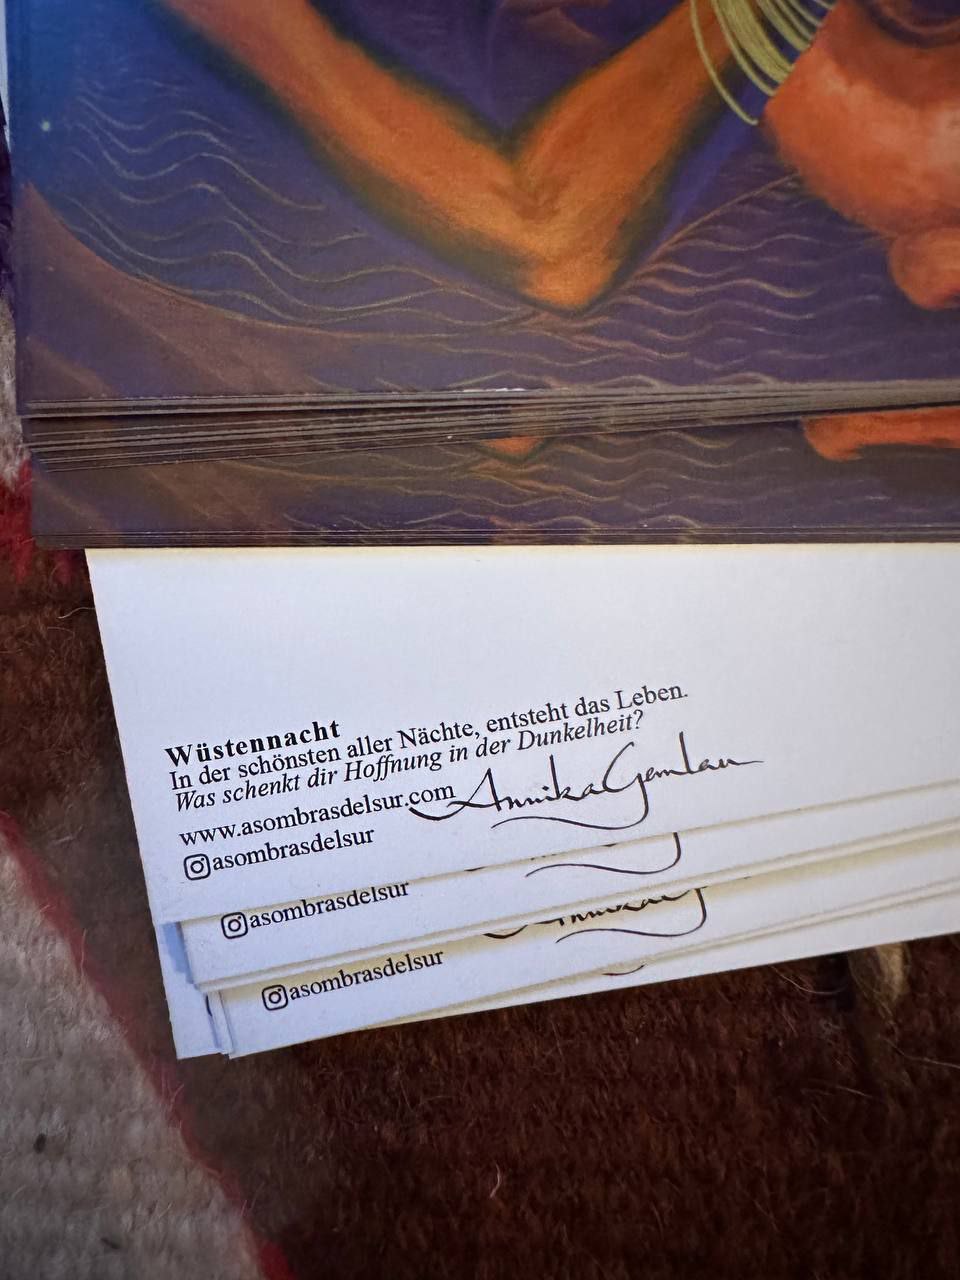 Wüstennacht
In der schönsten aller Nächte, entsteht das Leben.
Was schenkt dir Hoffnung in der Dunkelheit?
www.asombrasdelsur.com
asombrasdelsur
asombrasdelsur
asombrasdelsur